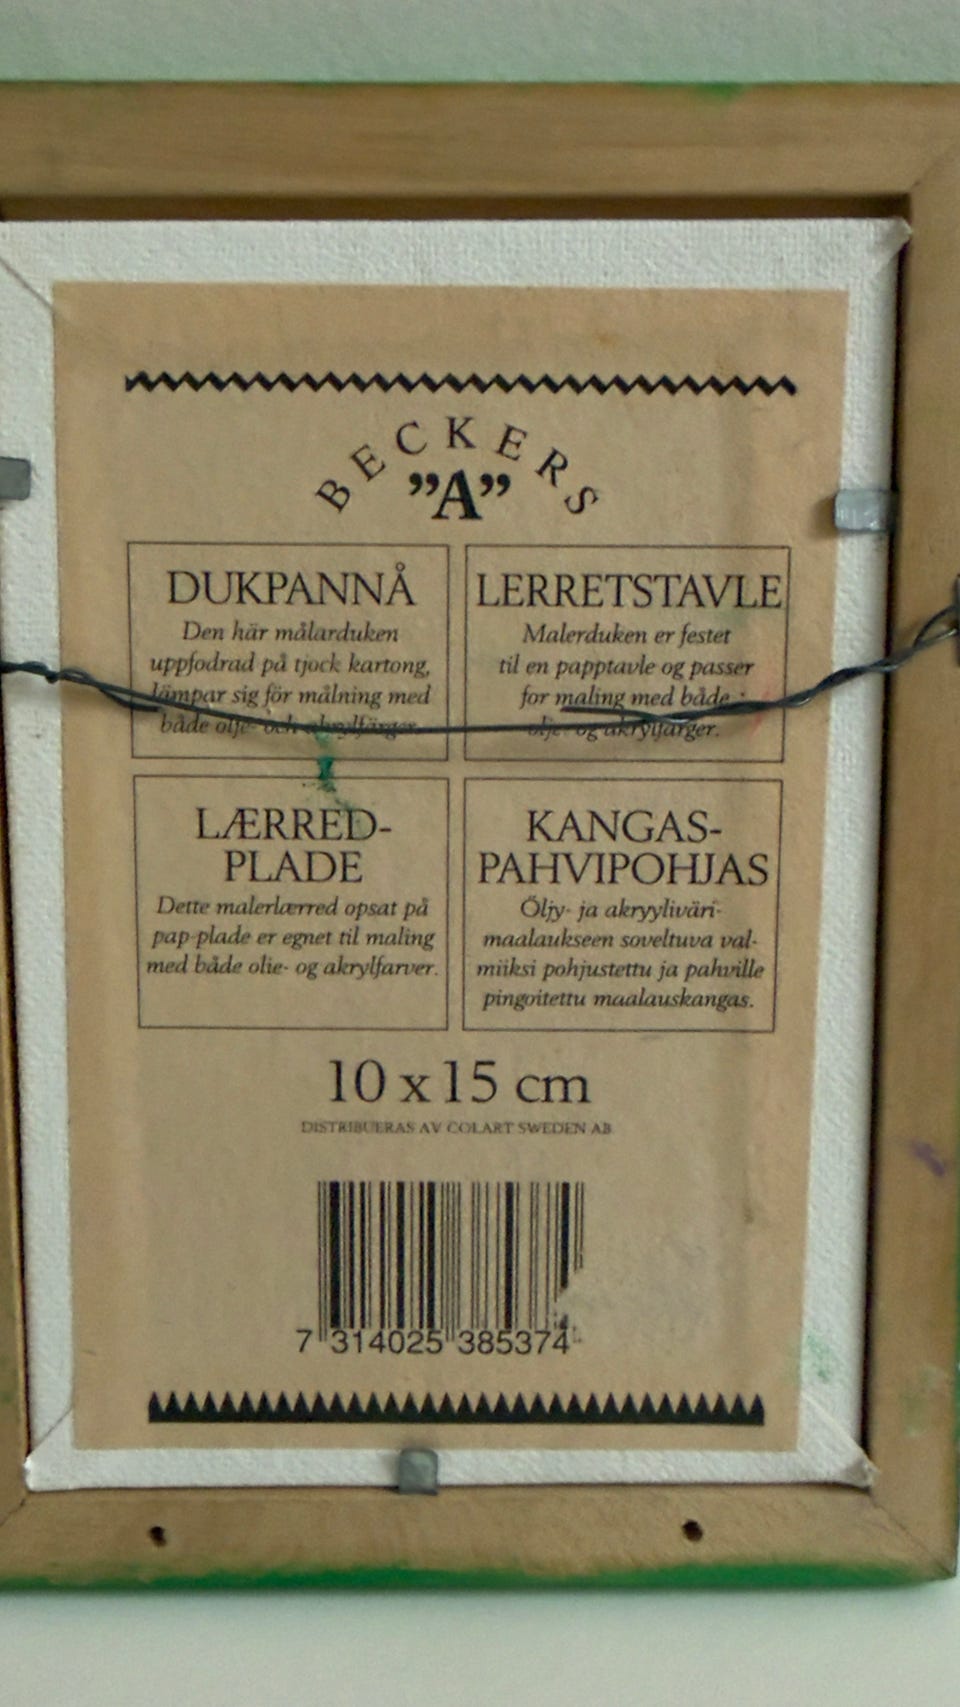 BECKERS
"A"
DUKPANNÅ
Den här målarduken
uppfodrad på tjock kartong,
lämpar sig för målning med
både olje- och akrylfärger.
LERRETSTAVLE
Malerduken er festet
til en papptavle og passer
for maling med både
olje- og akrylfarger.
LÆRRED-
PLADE
Dette malerlærred opsat på
pap-plade er egnet til maling
med både olie- og akrylfarver.
KANGAS-
PAHVIPOHJAS
Öljy- ja akryyliväri-
maalaukseen soveltuva val-
miiksi pohjustettu ja pahville
pingoitettu maalauskangas.
10 x 15 cm
DISTRIBUERAS AV COLART SWEDEN AB
7 314025 385374